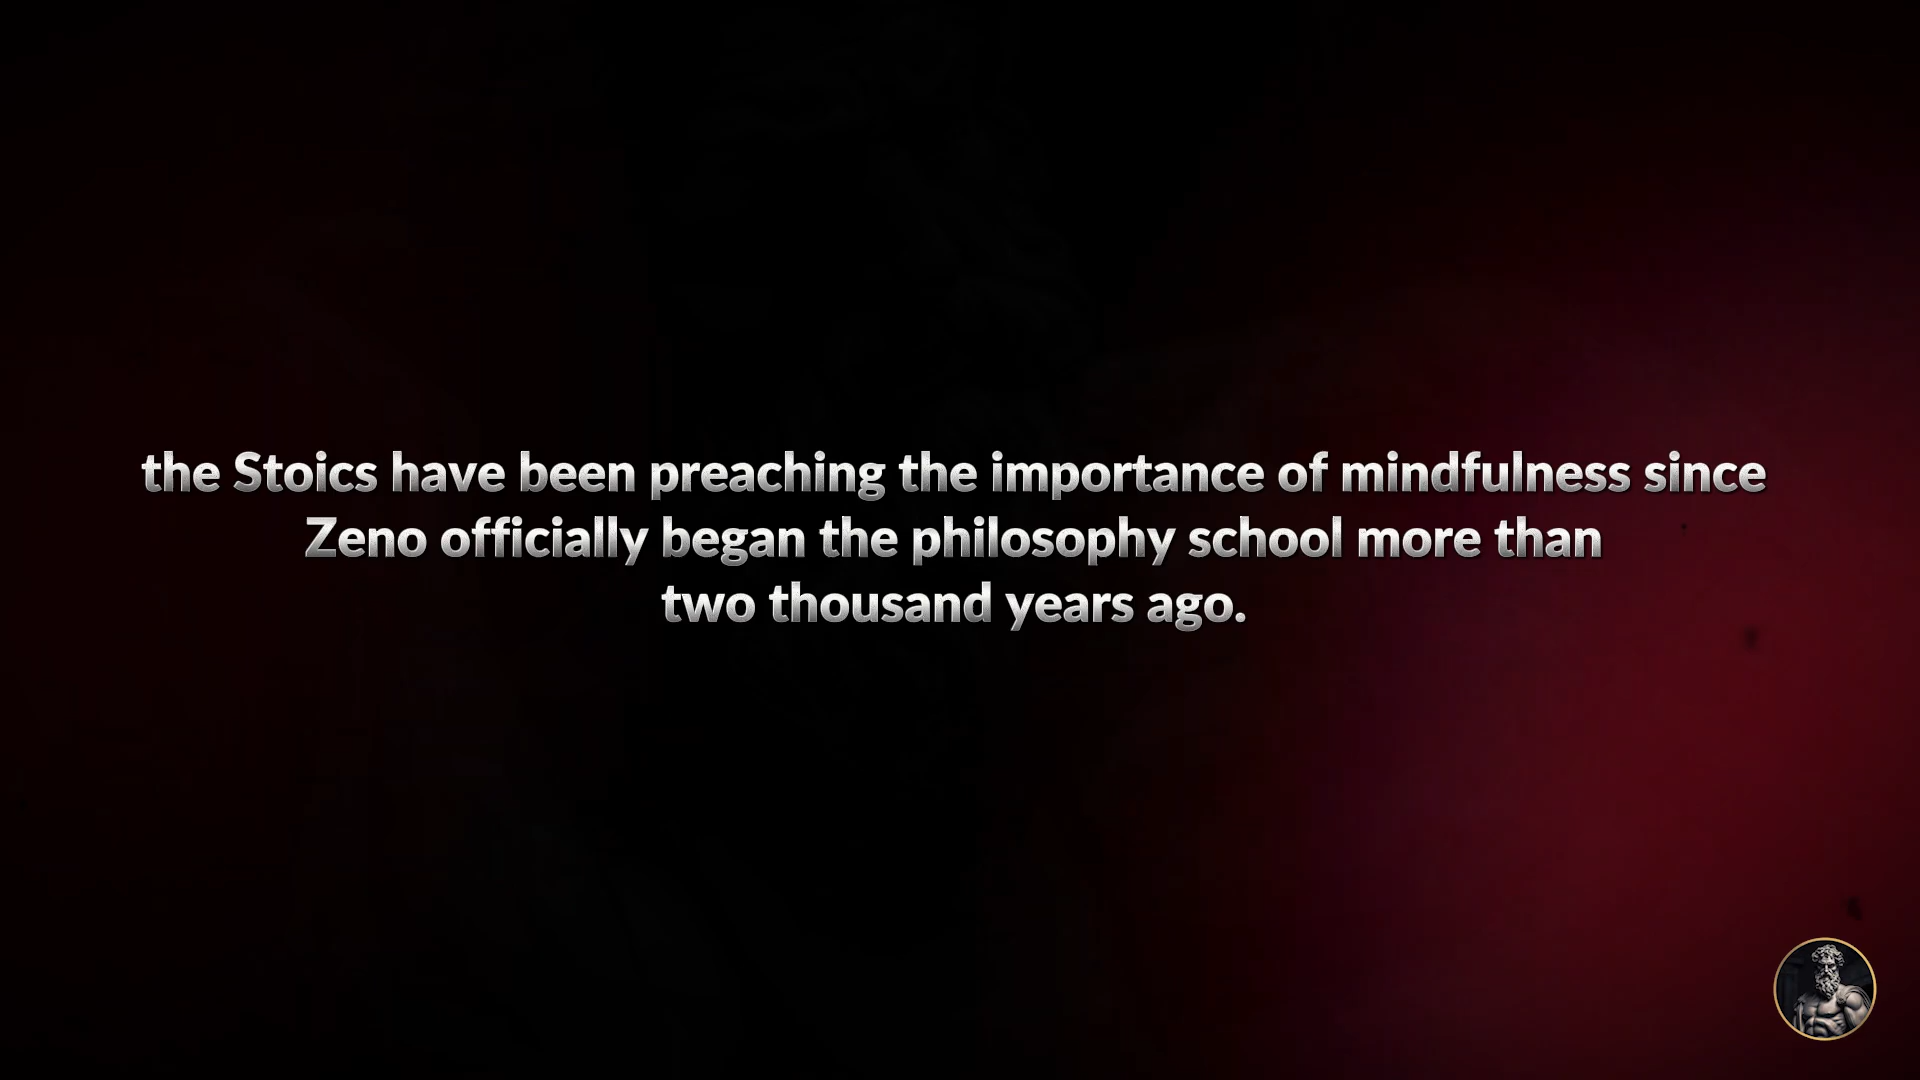 the Stoics have been preaching the importance of mindfulness since
Zeno officially began the philosophy school more than
two thousand years ago.